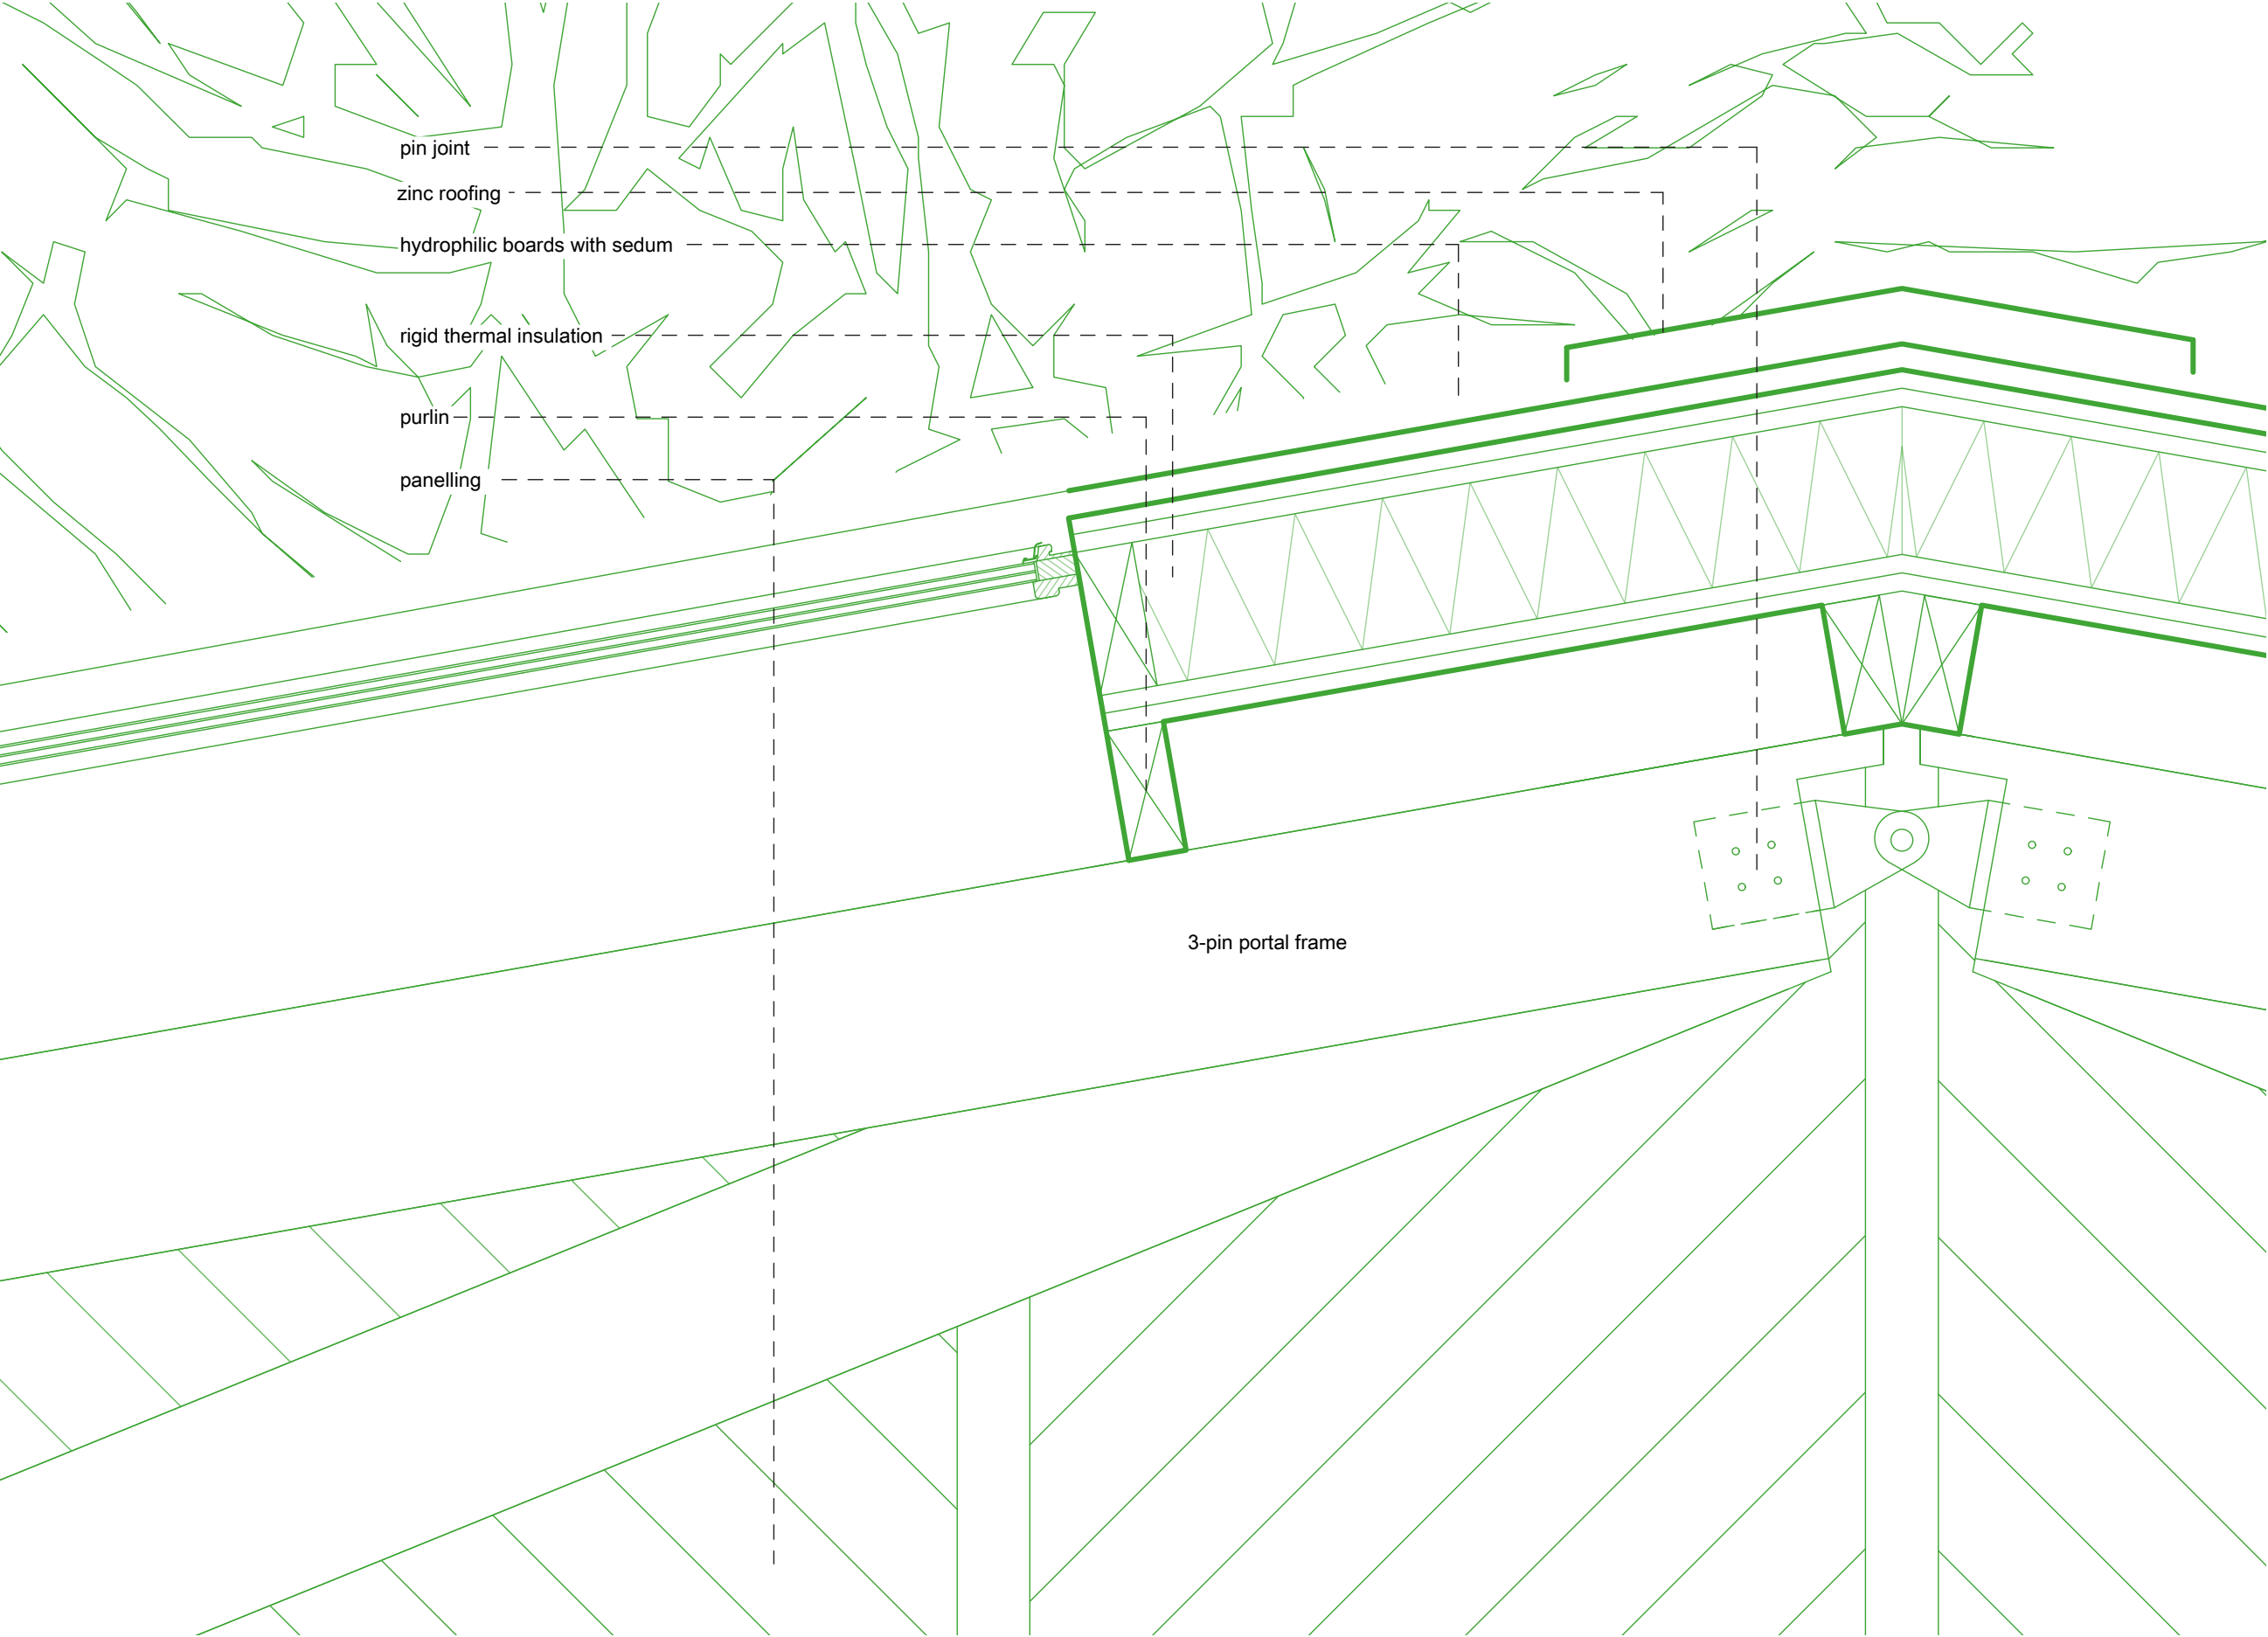 pin joint
zinc roofing
hydrophilic boards with sedum
rigid thermal insulation
purlin
panelling
3-pin portal frame